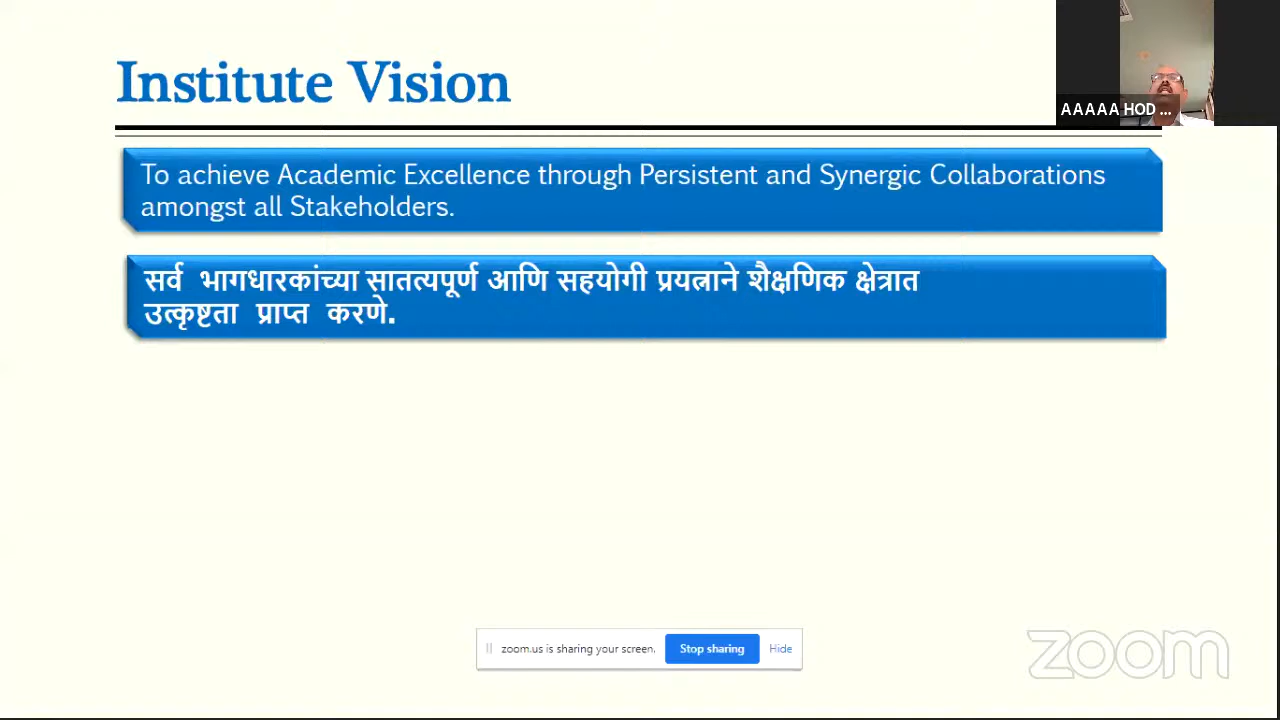 Institute Vision
AAAAA HOD ...
To achieve Academic Excellence through Persistent and Synergic Collaborations
amongst all Stakeholders.
सर्व भागधारकांच्या सातत्यपूर्ण आणि सहयोगी प्रयत्नाने शैक्षणिक क्षेत्रात
उत्कृष्टता प्राप्त करणे.
zoom.us is sharing your screen. Stop sharing Hide
zoom